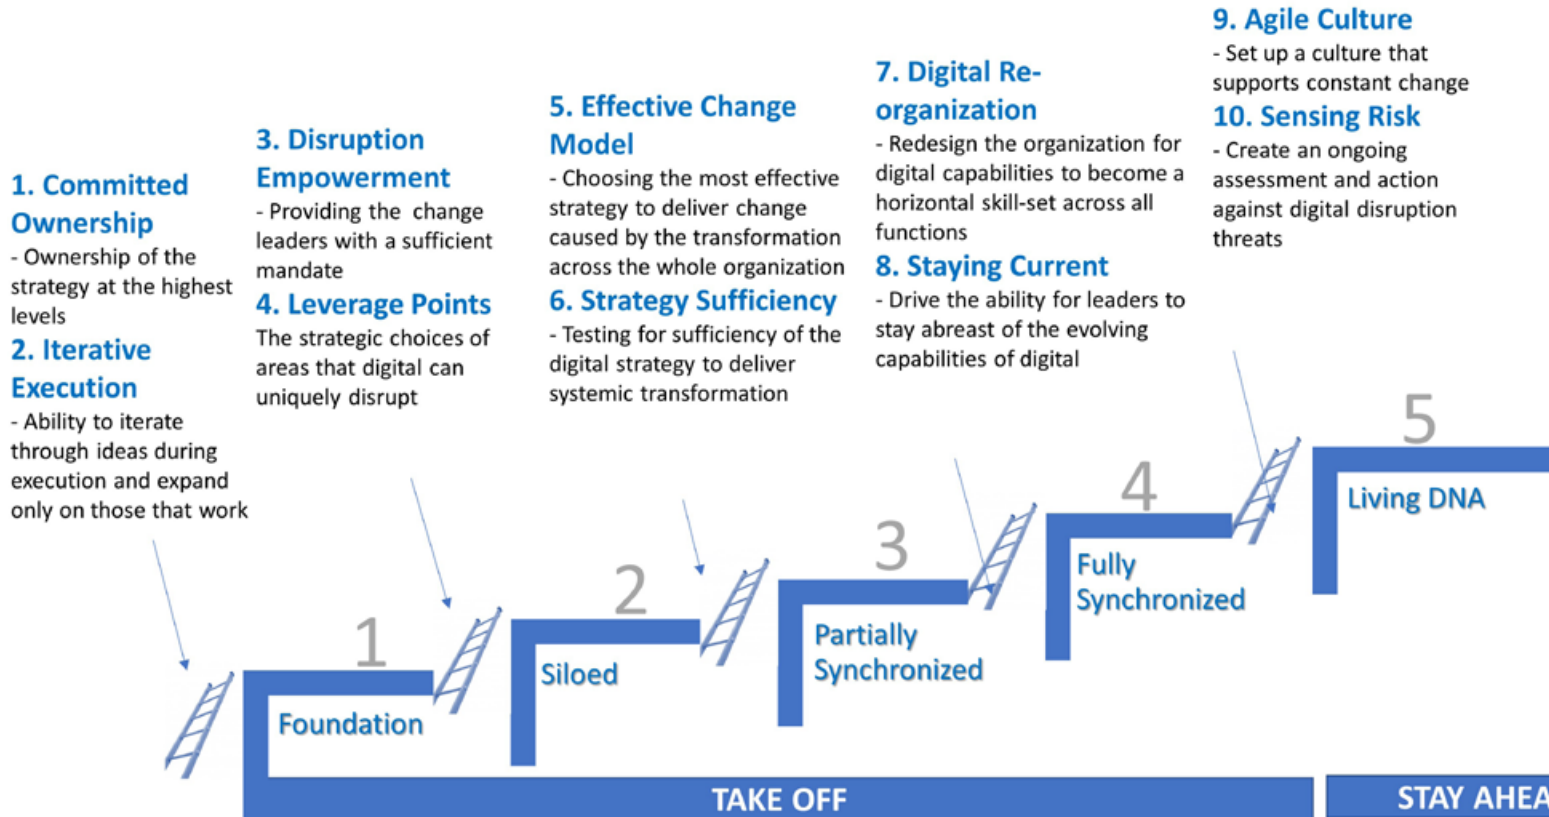 1. Committed
Ownership
- Ownership of the
strategy at the highest
levels
2. Iterative
Execution
- Ability to iterate
through ideas during
execution and expand
only on those that work
3. Disruption
Empowerment
- Providing the change
leaders with a sufficient
mandate
4. Leverage Points
The strategic choices of
areas that digital can
uniquely disrupt
5. Effective Change
Model
- Choosing the most effective
strategy to deliver change
caused by the transformation
across the whole organization
6. Strategy Sufficiency
- Testing for sufficiency of the
digital strategy to deliver
systemic transformation
7. Digital Re-
organization
- Redesign the organization for
digital capabilities to become a
horizontal skill-set across all
functions
8. Staying Current
- Drive the ability for leaders to
stay abreast of the evolving
capabilities of digital
9. Agile Culture
- Set up a culture that
supports constant change
10. Sensing Risk
- Create an ongoing
assessment and action
against digital disruption
threats
1
Foundation
2
Siloed
3
Partially
Synchronized
4
Fully
Synchronized
5
Living DNA
TAKE OFF
STAY AHEA